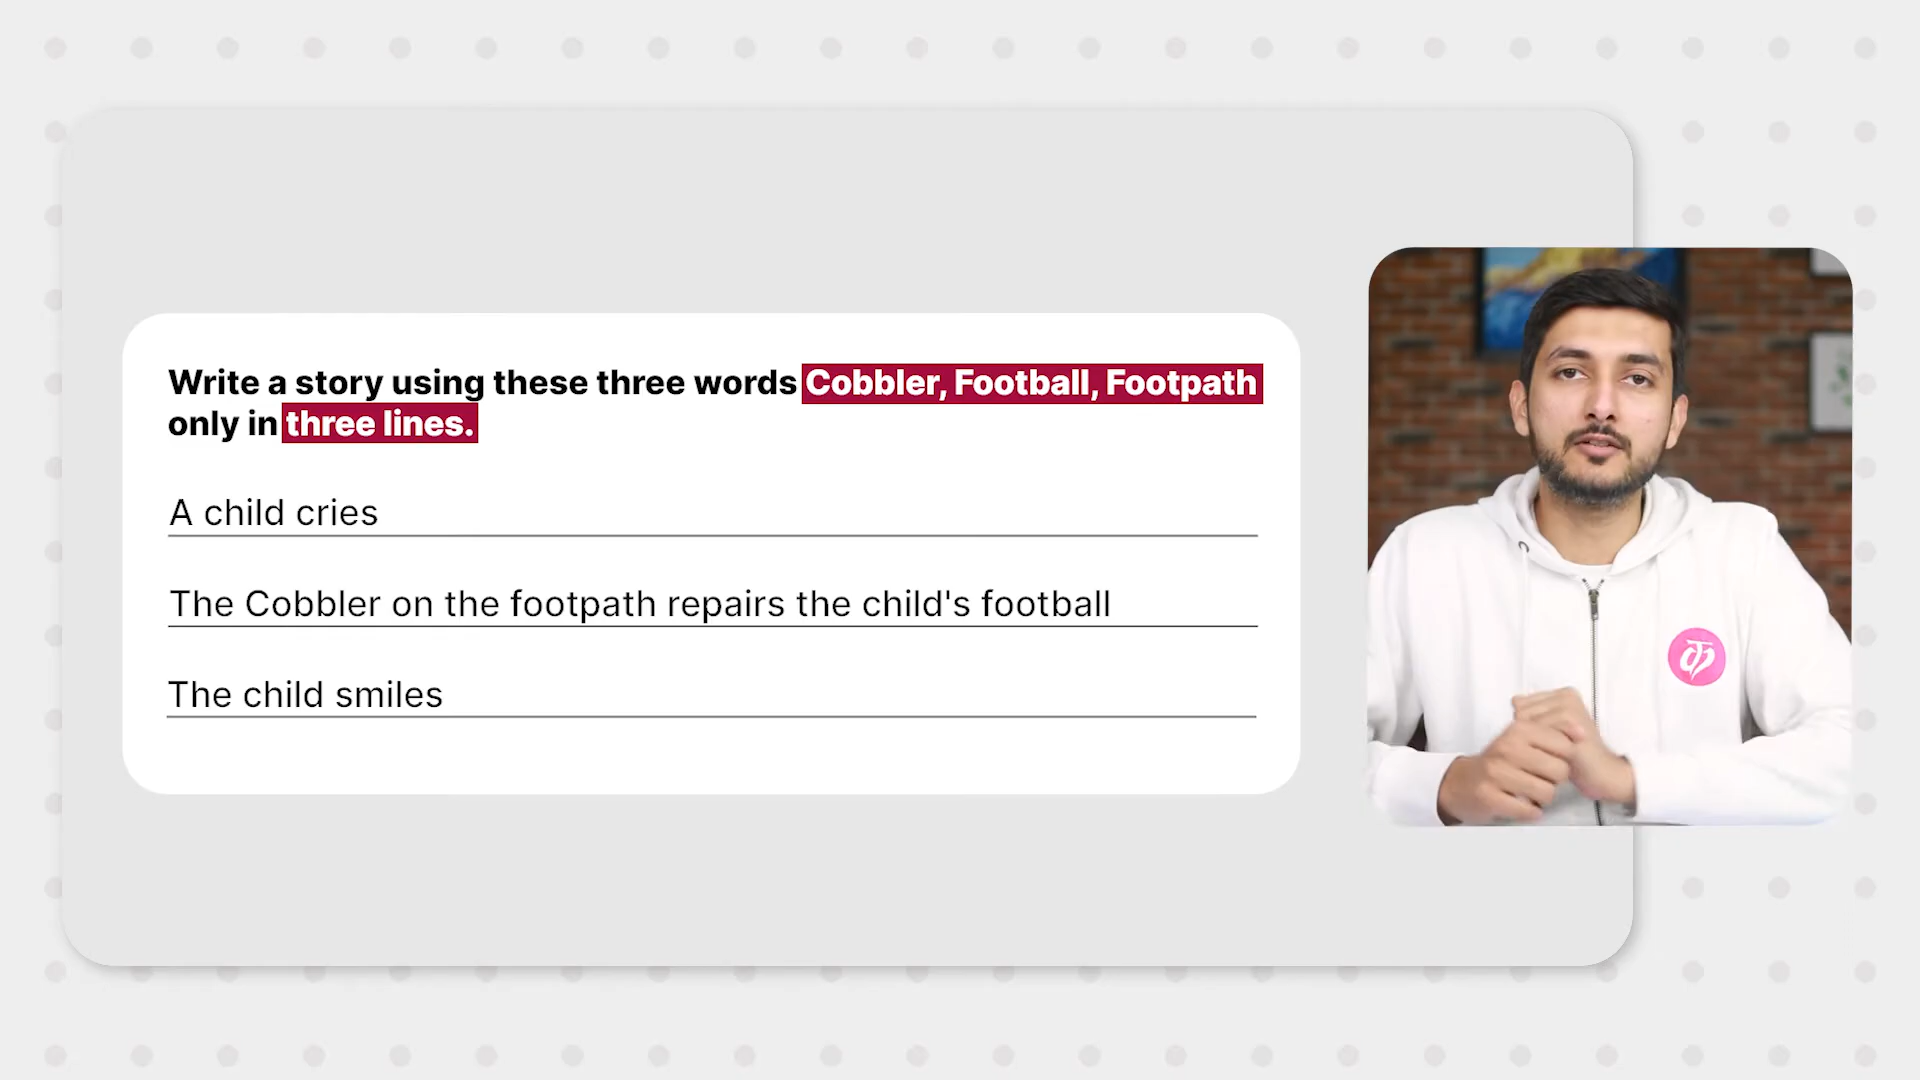 Write a story using these three words Cobbler, Football, Footpath
only in three lines.
A child cries
The Cobbler on the footpath repairs the child's football
The child smiles
क